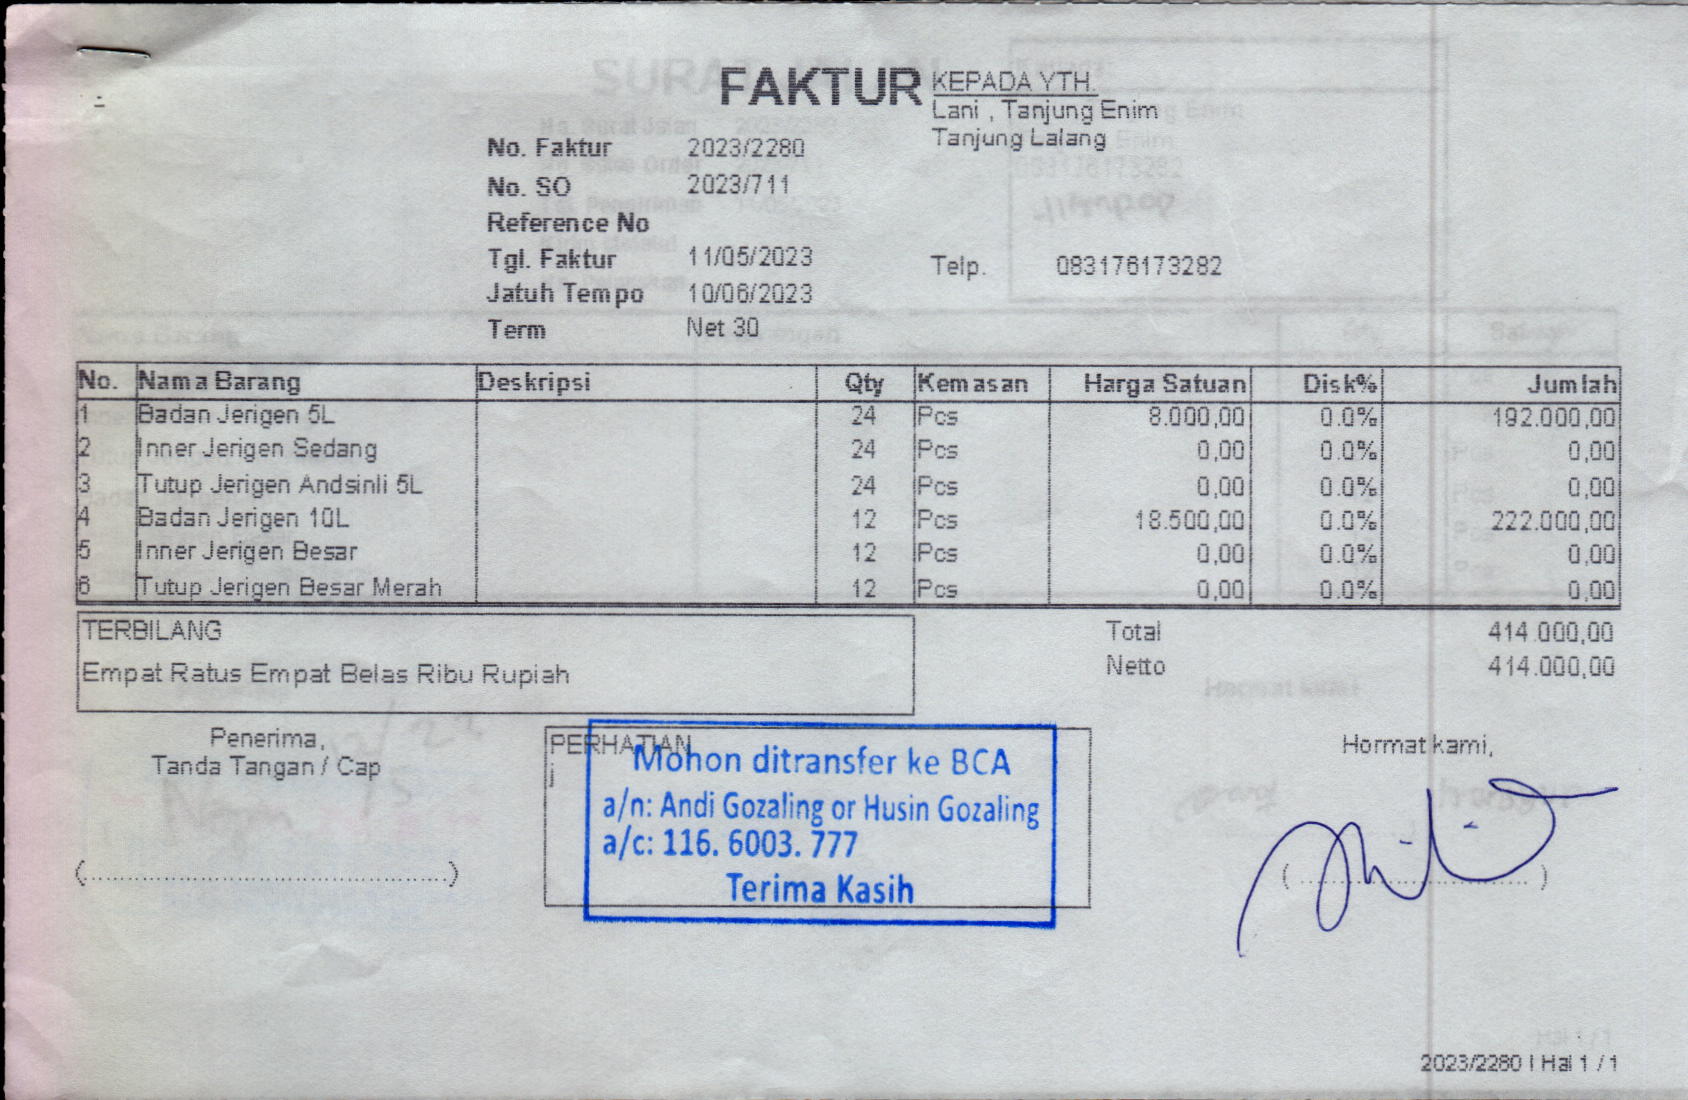 FAKTUR
KEPADA YTH.
Lani , Tanjung Enim
Tanjung Lalang
No. Faktur 2023/2280
No. SO 2023/711
Reference No
Tgl. Faktur 11/05/2023
Telp. 083176173282
Jatuh Tempo 10/06/2023
Term Net 30
No. Nama Barang Deskripsi Qty Kemasan Harga Satuan Disk% Jumlah
1 Badan Jerigen 5L 24 Pcs 8.000,00 0.0% 192.000,00
2 Inner Jerigen Sedang 24 Pcs 0,00 0.0% 0,00
3 Tutup Jerigen Andsinli 5L 24 Pcs 0,00 0.0% 0,00
4 Badan Jerigen 10L 12 Pcs 18.500,00 0.0% 222.000,00
5 Inner Jerigen Besar 12 Pcs 0,00 0.0% 0,00
6 Tutup Jerigen Besar Merah 12 Pcs 0,00 0.0% 0,00
TERBILANG
Empat Ratus Empat Belas Ribu Rupiah
Total 414.000,00
Netto 414.000,00
Penerima,
Tanda Tangan / Cap
(....................................................)
PERHATIAN
j
Mohon ditransfer ke BCA
a/n: Andi Gozaling or Husin Gozaling
a/c: 116. 6003. 777
Terima Kasih
Hormat kami,
(....................................)
2023/2280 | Hal 1 / 1